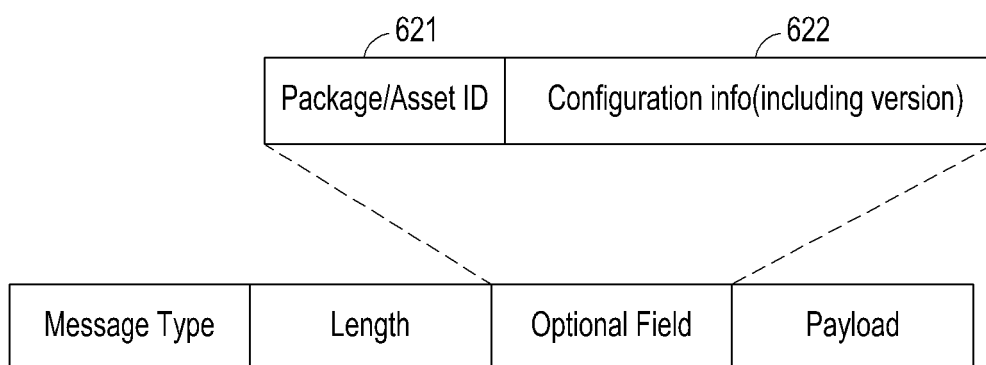 621
622
Package/Asset ID
Configuration info(including version)
Message Type
Length
Optional Field
Payload